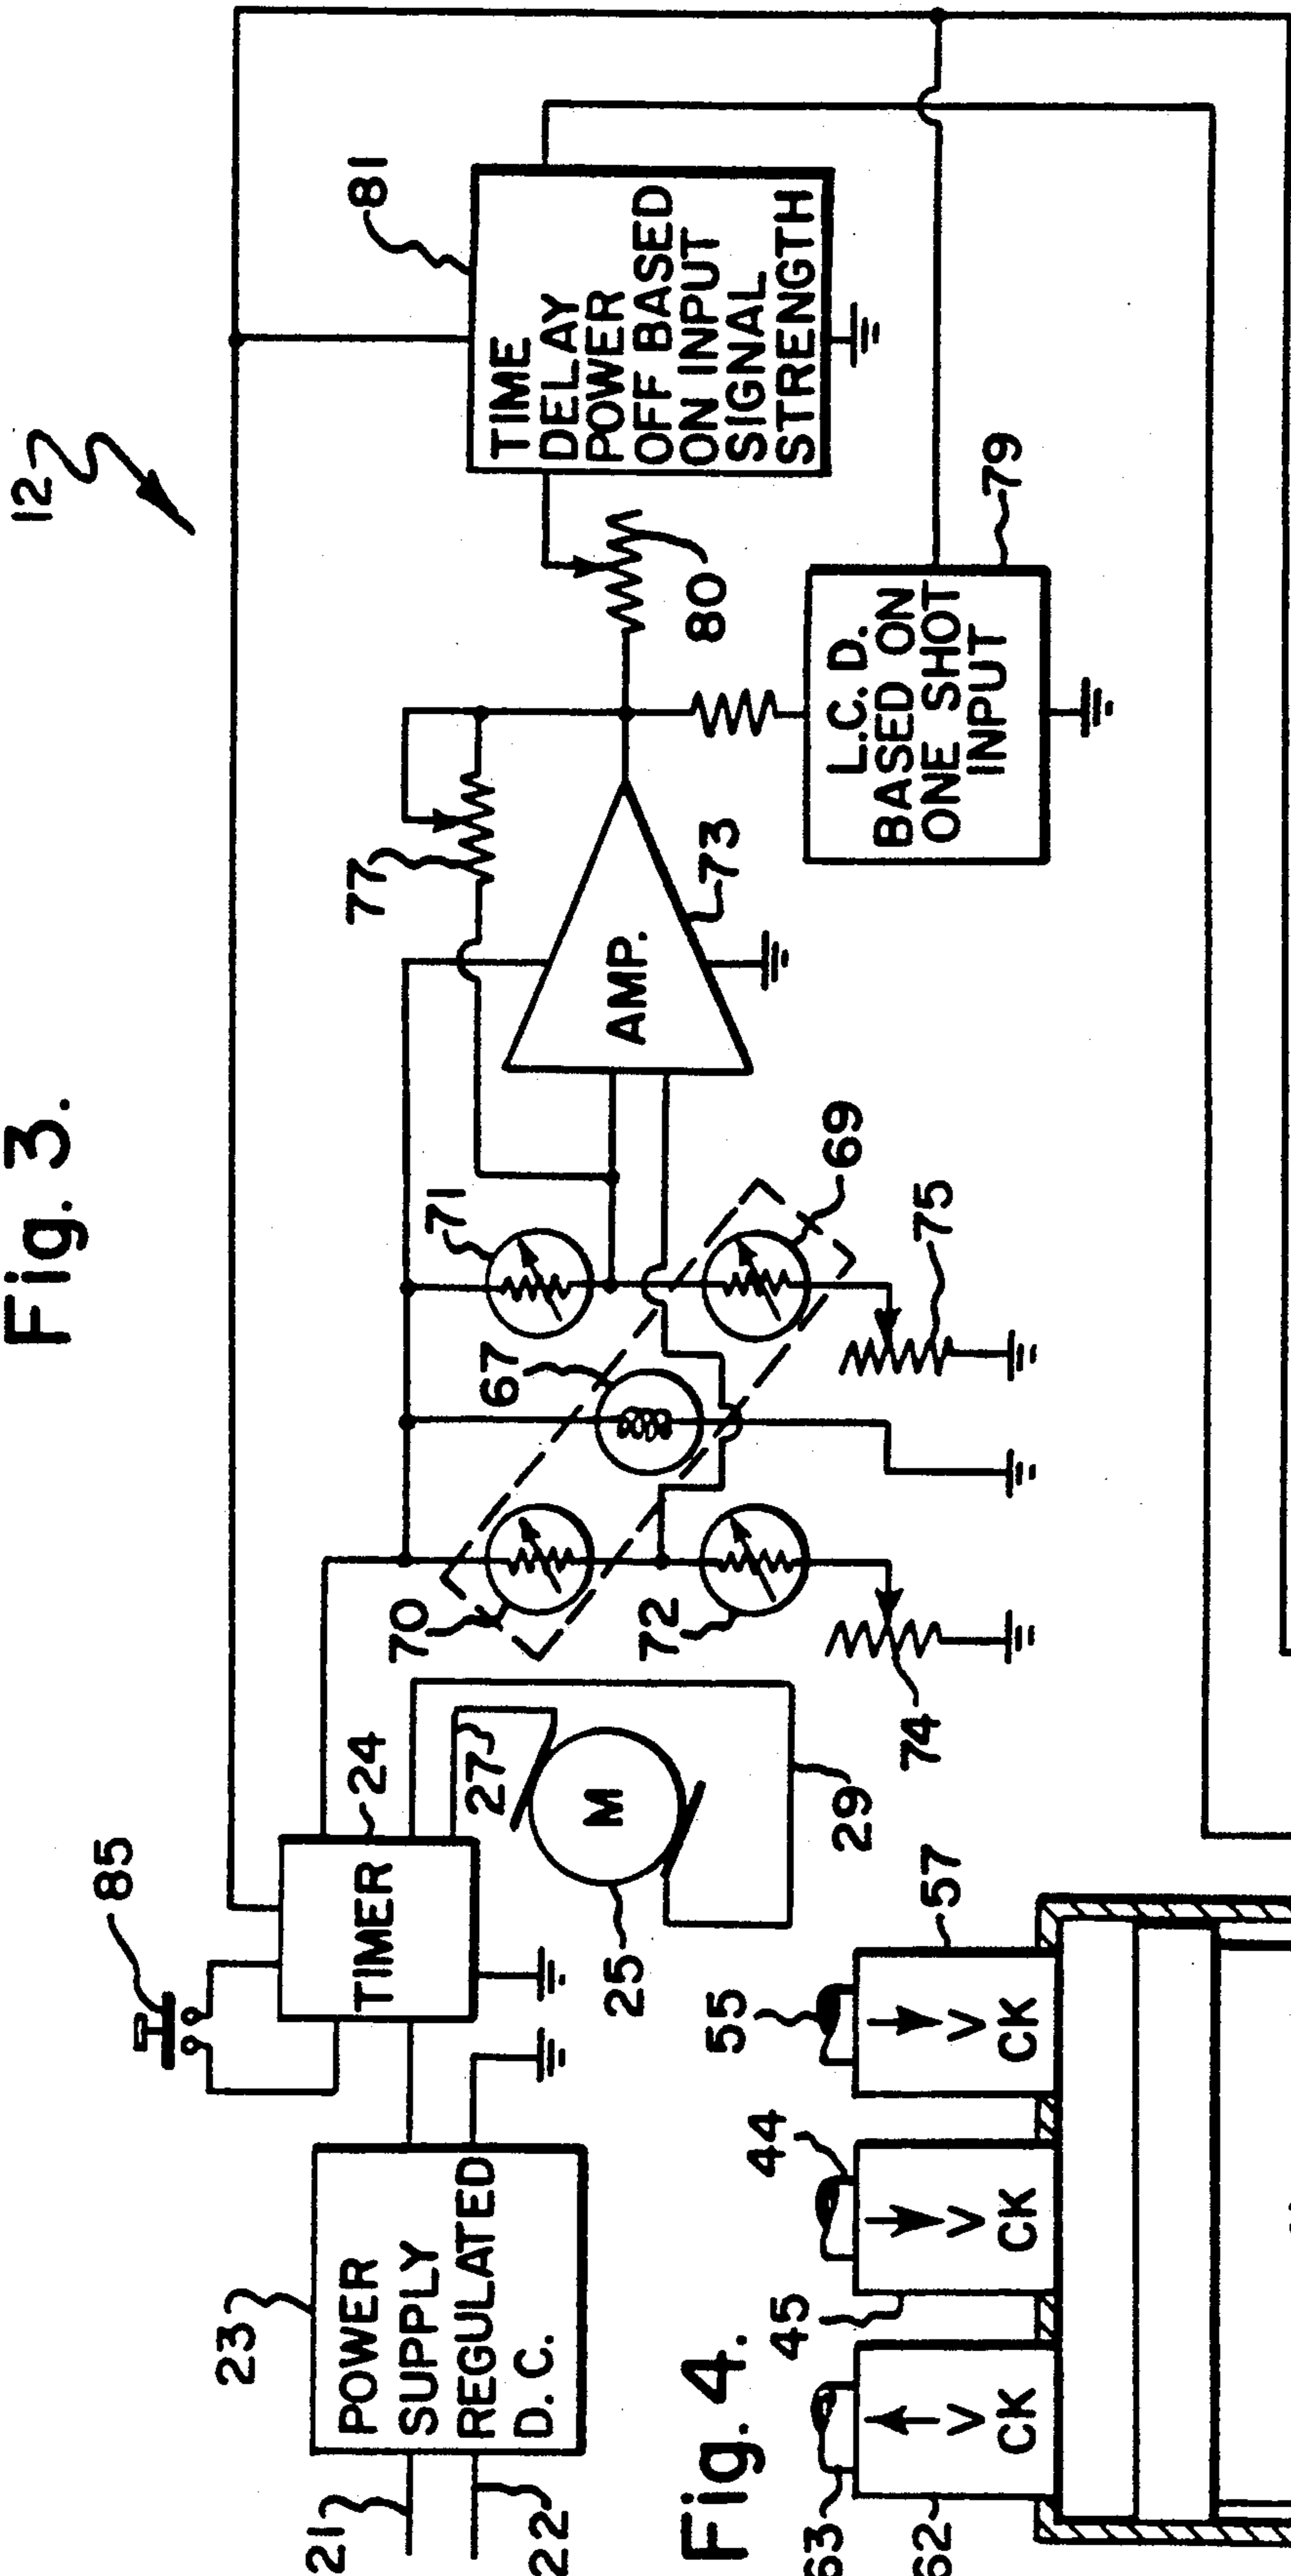 Fig. 3.
12
81
TIME
DELAY
POWER
OFF BASED
ON INPUT
SIGNAL
STRENGTH
80
L.C.D.
BASED ON
ONE SHOT
INPUT
79
77
AMP.
73
71
69
75
67
70
72
74
85
TIMER
24
27
M
25
29
23
POWER
SUPPLY
REGULATED
D.C.
21
22
Fig. 4.
63
62
V
CK
45
44
V
CK
55
57
V
CK